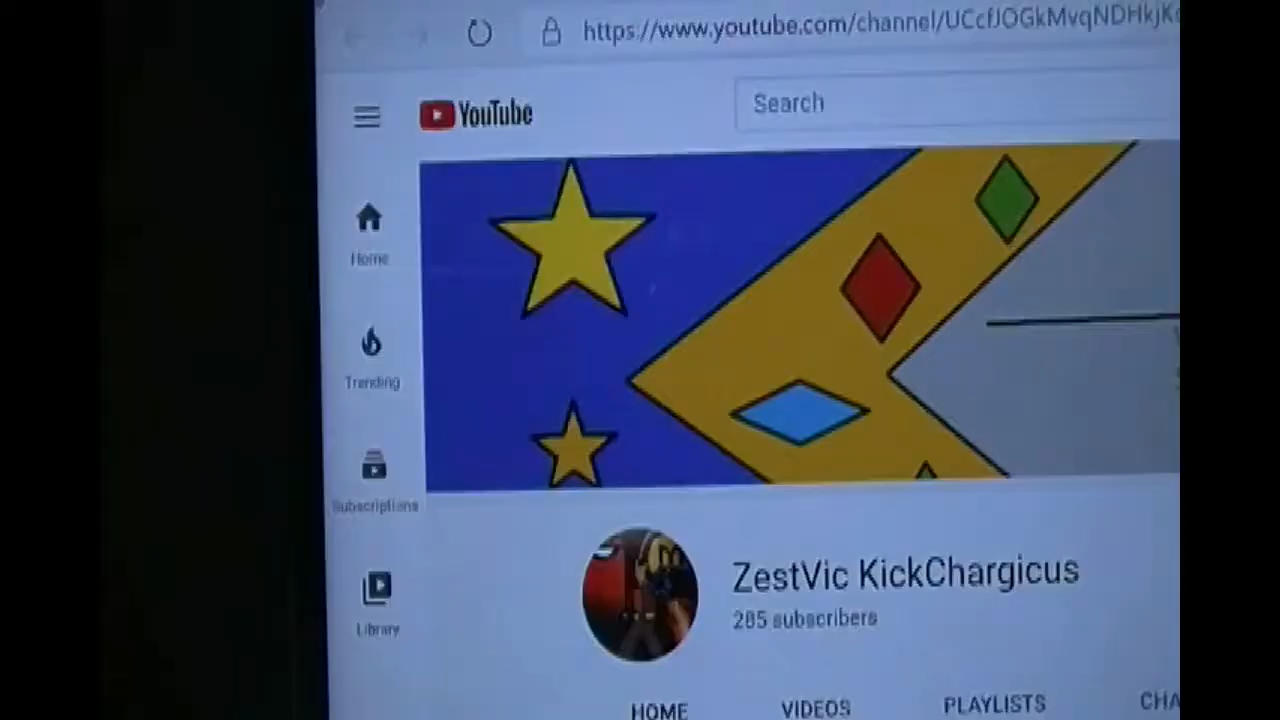 https://www.youtube.com/channel/UCcfJOGkMvqNDHkjK
YouTube
Search
Home
Trending
Subscriptions
Library
ZestVic KickChargicus
285 subscribers
HOME VIDEOS PLAYLISTS CHA